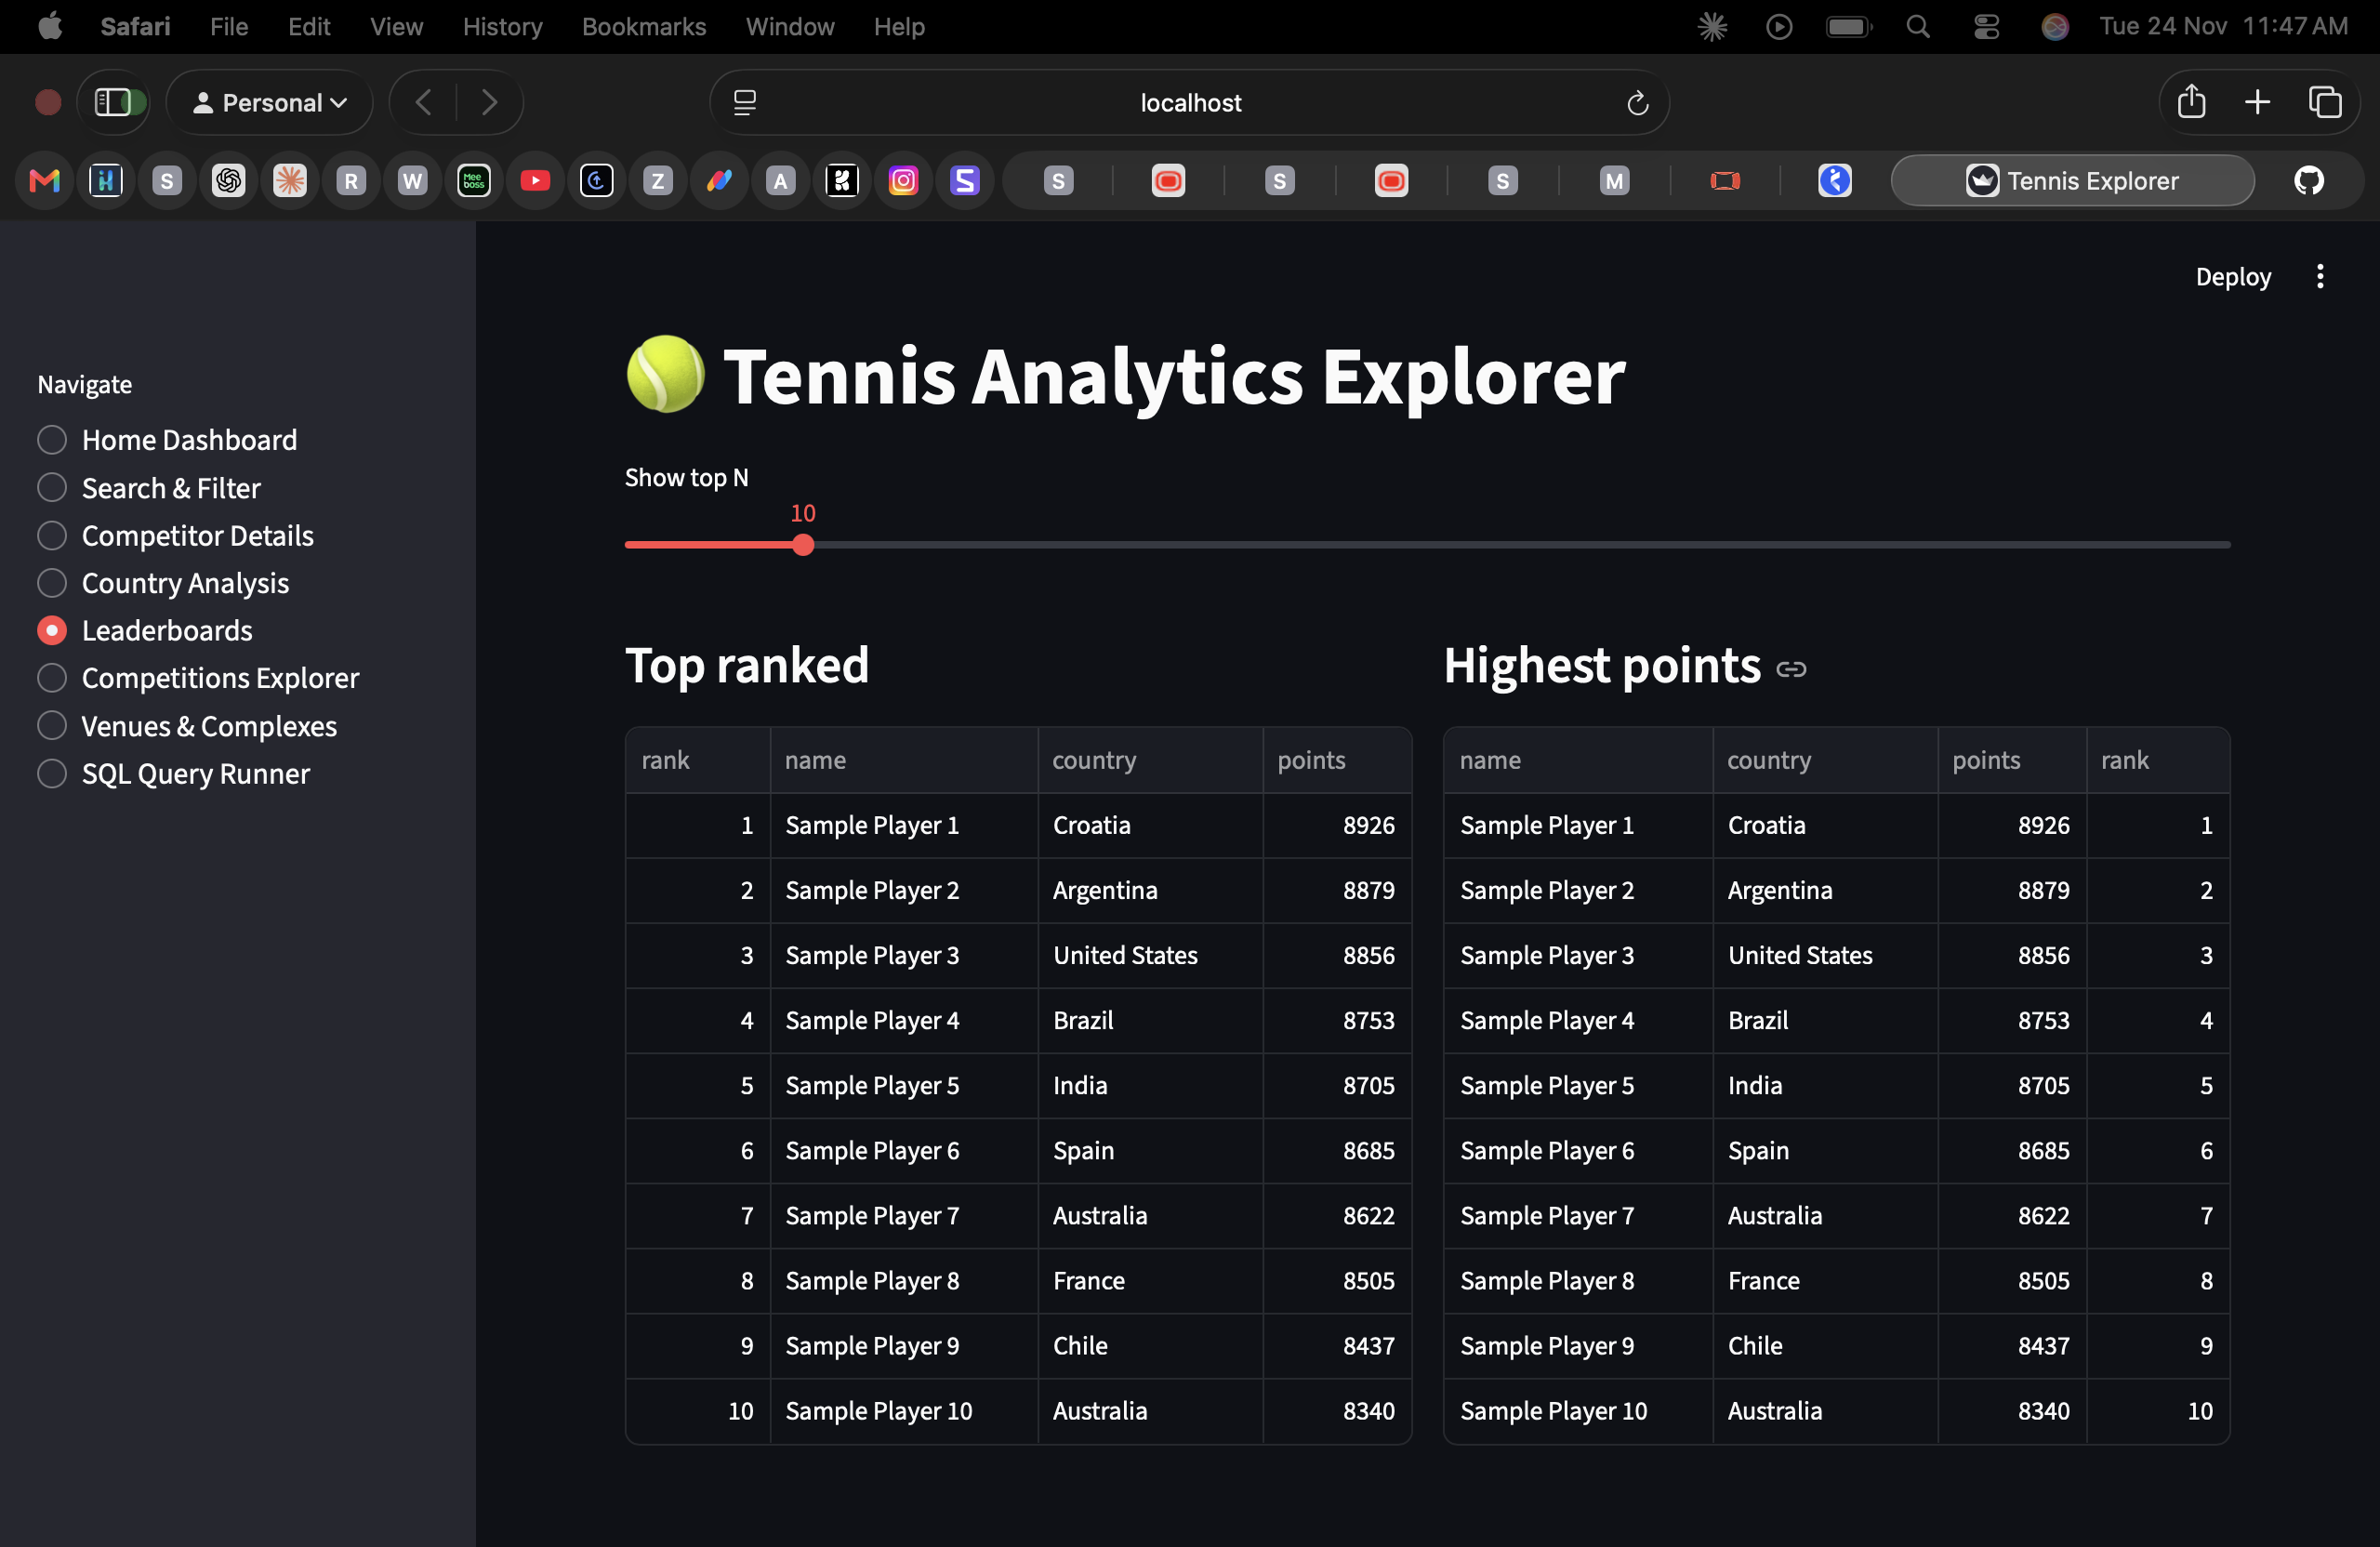 Safari File Edit View History Bookmarks Window Help Tue 24 Nov 11:47 AM
Personal localhost
S R W Mee boss Z A S S S M Tennis Explorer
Deploy
Navigate
Home Dashboard
Search & Filter
Competitor Details
Country Analysis
Leaderboards
Competitions Explorer
Venues & Complexes
SQL Query Runner
Tennis Analytics Explorer
Show top N
10
Top ranked
rank name country points
1 Sample Player 1 Croatia 8926
2 Sample Player 2 Argentina 8879
3 Sample Player 3 United States 8856
4 Sample Player 4 Brazil 8753
5 Sample Player 5 India 8705
6 Sample Player 6 Spain 8685
7 Sample Player 7 Australia 8622
8 Sample Player 8 France 8505
9 Sample Player 9 Chile 8437
10 Sample Player 10 Australia 8340
Highest points
name country points rank
Sample Player 1 Croatia 8926 1
Sample Player 2 Argentina 8879 2
Sample Player 3 United States 8856 3
Sample Player 4 Brazil 8753 4
Sample Player 5 India 8705 5
Sample Player 6 Spain 8685 6
Sample Player 7 Australia 8622 7
Sample Player 8 France 8505 8
Sample Player 9 Chile 8437 9
Sample Player 10 Australia 8340 10